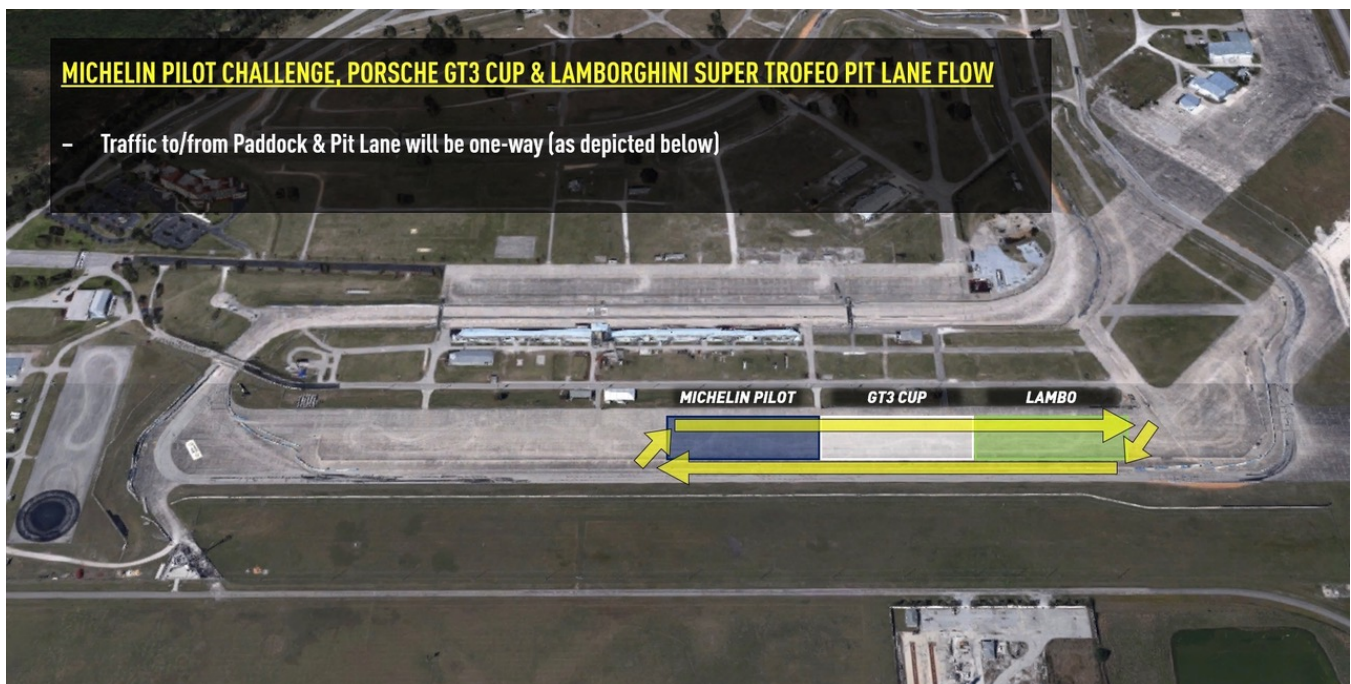 MICHELIN PILOT CHALLENGE, PORSCHE GT3 CUP & LAMBORGHINI SUPER TROFEO PIT LANE FLOW
– Traffic to/from Paddock & Pit Lane will be one-way (as depicted below)
MICHELIN PILOT GT3 CUP LAMBO